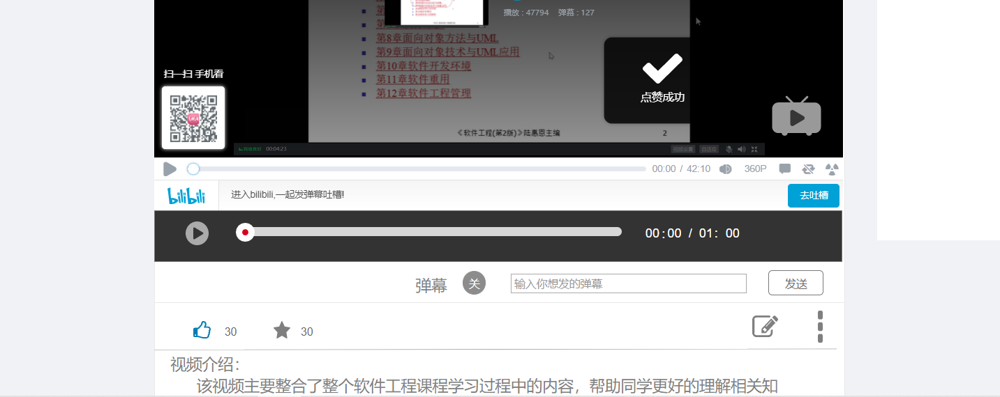 播放 : 47794 弹幕 : 127
第8章面向对象方法与UML
第9章面向对象技术与UML应用
第10章软件开发环境
第11章软件重用
第12章软件工程管理
扫一扫 手机看
点赞成功
《软件工程(第2版)》陆惠恩主编 2
00:04:23
00:00 / 42:10 360P
bilibili 进入bilibili,一起发弹幕吐槽! 去吐槽
00:00 / 01: 00
弹幕 关 输入你想发的弹幕 发送
30 30
视频介绍：
该视频主要整合了整个软件工程课程学习过程中的内容，帮助同学更好的理解相关知